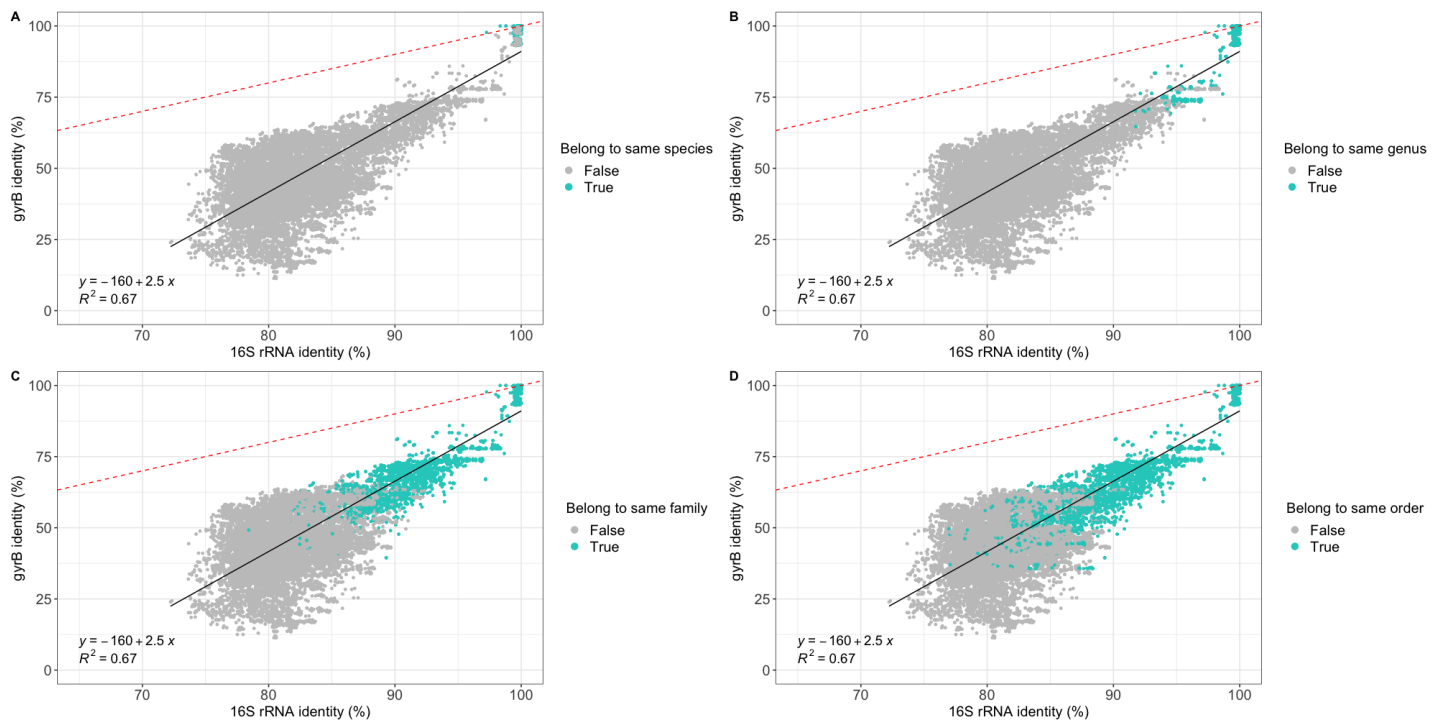 A
100
75
50
25
0
gyrB identity (%)
y = − 160 + 2.5 x
R² = 0.67
70 80 90 100
16S rRNA identity (%)
Belong to same species
False
True
B
100
75
50
25
0
gyrB identity (%)
y = − 160 + 2.5 x
R² = 0.67
70 80 90 100
16S rRNA identity (%)
Belong to same genus
False
True
C
100
75
50
25
0
gyrB identity (%)
y = − 160 + 2.5 x
R² = 0.67
70 80 90 100
16S rRNA identity (%)
Belong to same family
False
True
D
100
75
50
25
0
gyrB identity (%)
y = − 160 + 2.5 x
R² = 0.67
70 80 90 100
16S rRNA identity (%)
Belong to same order
False
True